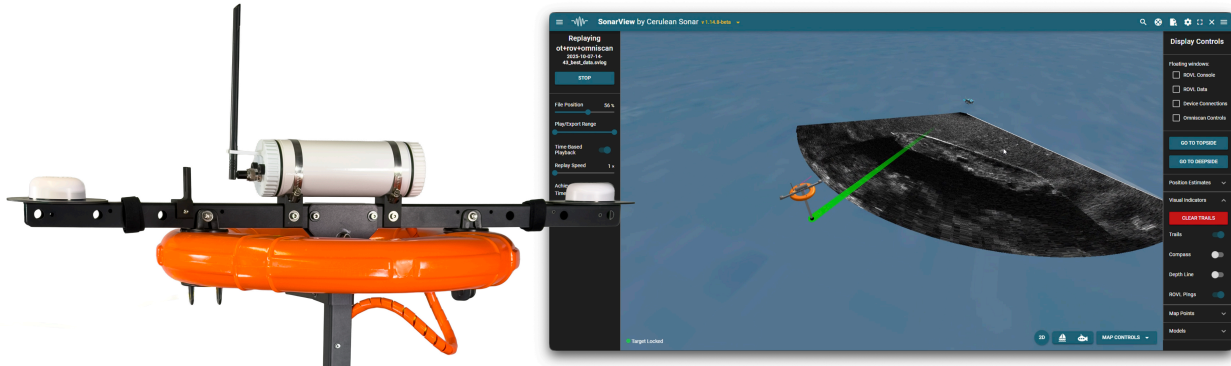 SonarView by Cerulean Sonar v 1.14.8-beta
Replaying
ot+rov+omniscan
2025-10-07-14-
43_best_data.svlog
STOP
File Position 56 %
Play/Export Range
Time-Based
Playback
Replay Speed 1 x
Time
Target Locked
2D
MAP CONTROLS
Display Controls
Floating windows:
ROVL Console
ROVL Data
Device Connections
Omniscan Controls
GO TO TOPSIDE
GO TO DEEPSIDE
Position Estimates
Visual Indicators
CLEAR TRAILS
Trails
Compass
Depth Line
ROVL Pings
Map Points
Models